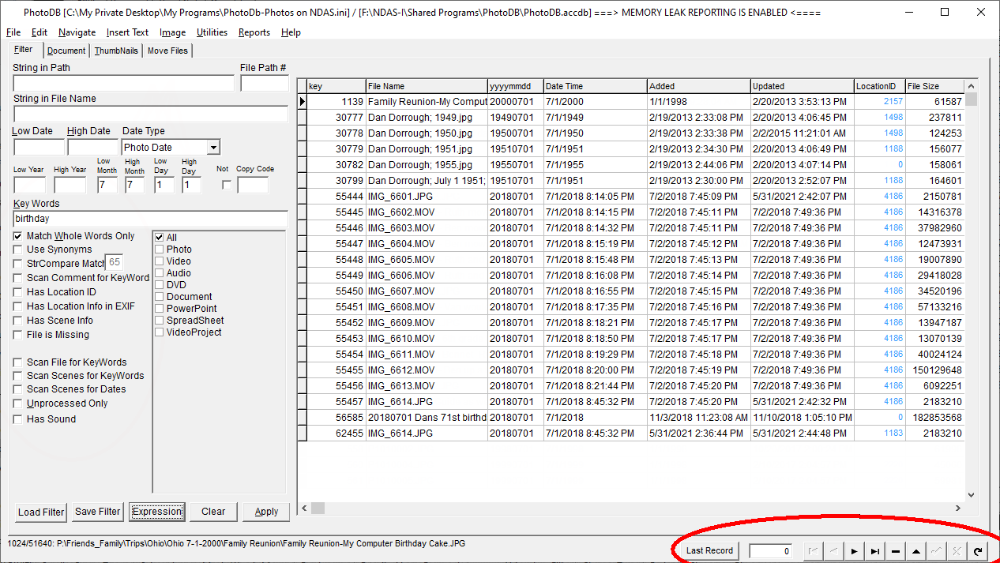 PhotoDB [C:\My Private Desktop\My Programs\PhotoDb-Photos on NDAS.ini] / [F:\NDAS-I\Shared Programs\PhotoDB\PhotoDB.accdb] ===> MEMORY LEAK REPORTING IS ENABLED <====
File Edit Navigate Insert Text Image Utilities Reports Help
Filter Document ThumbNails Move Files
String in Path File Path #
String in File Name
Low Date High Date Date Type
Photo Date
Low Year High Year Low Month High Month Low Day High Day Not Copy Code
7 7 1 1
Key Words
birthday
Match Whole Words Only
Use Synonyms
StrCompare Match 65
Scan Comment for KeyWord
Has Location ID
Has Location Info in EXIF
Has Scene Info
File is Missing
Scan File for KeyWords
Scan Scenes for KeyWords
Scan Scenes for Dates
Unprocessed Only
Has Sound
All
Photo
Video
Audio
DVD
Document
PowerPoint
SpreadSheet
VideoProject
Load Filter Save Filter Expression Clear Apply
key File Name yyyymmdd Date Time Added Updated LocationID File Size
1139 Family Reunion-My Comput 20000701 7/1/2000 1/1/1998 2/20/2013 3:53:13 PM 2157 61587
30777 Dan Dorrough; 1949.jpg 19490701 7/1/1949 2/19/2013 2:33:08 PM 2/20/2013 4:06:45 PM 1498 237811
30778 Dan Dorrough; 1950.jpg 19500701 7/1/1950 2/19/2013 2:33:38 PM 2/2/2015 11:21:01 AM 1498 124253
30779 Dan Dorrough; 1951.jpg 19510701 7/1/1951 2/19/2013 2:34:30 PM 2/20/2013 4:06:49 PM 1188 156077
30782 Dan Dorrough; 1955.jpg 19550701 7/1/1955 2/19/2013 2:44:06 PM 2/20/2013 4:07:14 PM 0 158061
30799 Dan Dorrough; July 1 1951; 19510701 7/1/1951 2/19/2013 2:30:00 PM 2/20/2013 2:52:07 PM 1188 164601
55444 IMG_6601.JPG 20180701 7/1/2018 8:14:05 PM 7/2/2018 7:45:09 PM 5/31/2021 2:42:07 PM 4186 2150781
55445 IMG_6602.MOV 20180701 7/1/2018 8:14:15 PM 7/2/2018 7:45:11 PM 7/2/2018 7:49:36 PM 4186 14316378
55446 IMG_6603.MOV 20180701 7/1/2018 8:14:32 PM 7/2/2018 7:45:11 PM 7/2/2018 7:49:36 PM 4186 37982960
55447 IMG_6604.MOV 20180701 7/1/2018 8:15:19 PM 7/2/2018 7:45:12 PM 7/2/2018 7:49:36 PM 4186 12473931
55448 IMG_6605.MOV 20180701 7/1/2018 8:15:48 PM 7/2/2018 7:45:13 PM 7/2/2018 7:49:36 PM 4186 19007890
55449 IMG_6606.MOV 20180701 7/1/2018 8:16:08 PM 7/2/2018 7:45:14 PM 7/2/2018 7:49:36 PM 4186 29418028
55450 IMG_6607.MOV 20180701 7/1/2018 8:16:55 PM 7/2/2018 7:45:15 PM 7/2/2018 7:49:36 PM 4186 34520196
55451 IMG_6608.MOV 20180701 7/1/2018 8:17:35 PM 7/2/2018 7:45:16 PM 7/2/2018 7:49:36 PM 4186 57133216
55452 IMG_6609.MOV 20180701 7/1/2018 8:18:21 PM 7/2/2018 7:45:17 PM 7/2/2018 7:49:36 PM 4186 13947187
55453 IMG_6610.MOV 20180701 7/1/2018 8:18:50 PM 7/2/2018 7:45:17 PM 7/2/2018 7:49:36 PM 4186 13070139
55454 IMG_6611.MOV 20180701 7/1/2018 8:19:29 PM 7/2/2018 7:45:18 PM 7/2/2018 7:49:36 PM 4186 40024124
55455 IMG_6612.MOV 20180701 7/1/2018 8:20:00 PM 7/2/2018 7:45:19 PM 7/2/2018 7:49:36 PM 4186 150129648
55456 IMG_6613.MOV 20180701 7/1/2018 8:21:44 PM 7/2/2018 7:45:20 PM 7/2/2018 7:49:36 PM 4186 6092251
55457 IMG_6614.JPG 20180701 7/1/2018 8:45:32 PM 7/2/2018 7:45:20 PM 5/31/2021 2:42:32 PM 4186 2183210
56585 20180701 Dans 71st birthd 20180701 7/1/2018 11/3/2018 11:23:08 AM 11/10/2018 1:05:10 PM 0 182853568
62455 IMG_6614.JPG 20180701 7/1/2018 8:45:32 PM 5/31/2021 2:36:44 PM 5/31/2021 2:44:48 PM 1183 2183210
1024/51640: P:\Friends_Family\Trips\Ohio\Ohio 7-1-2000\Family Reunion\Family Reunion-My Computer Birthday Cake.JPG
Last Record 0